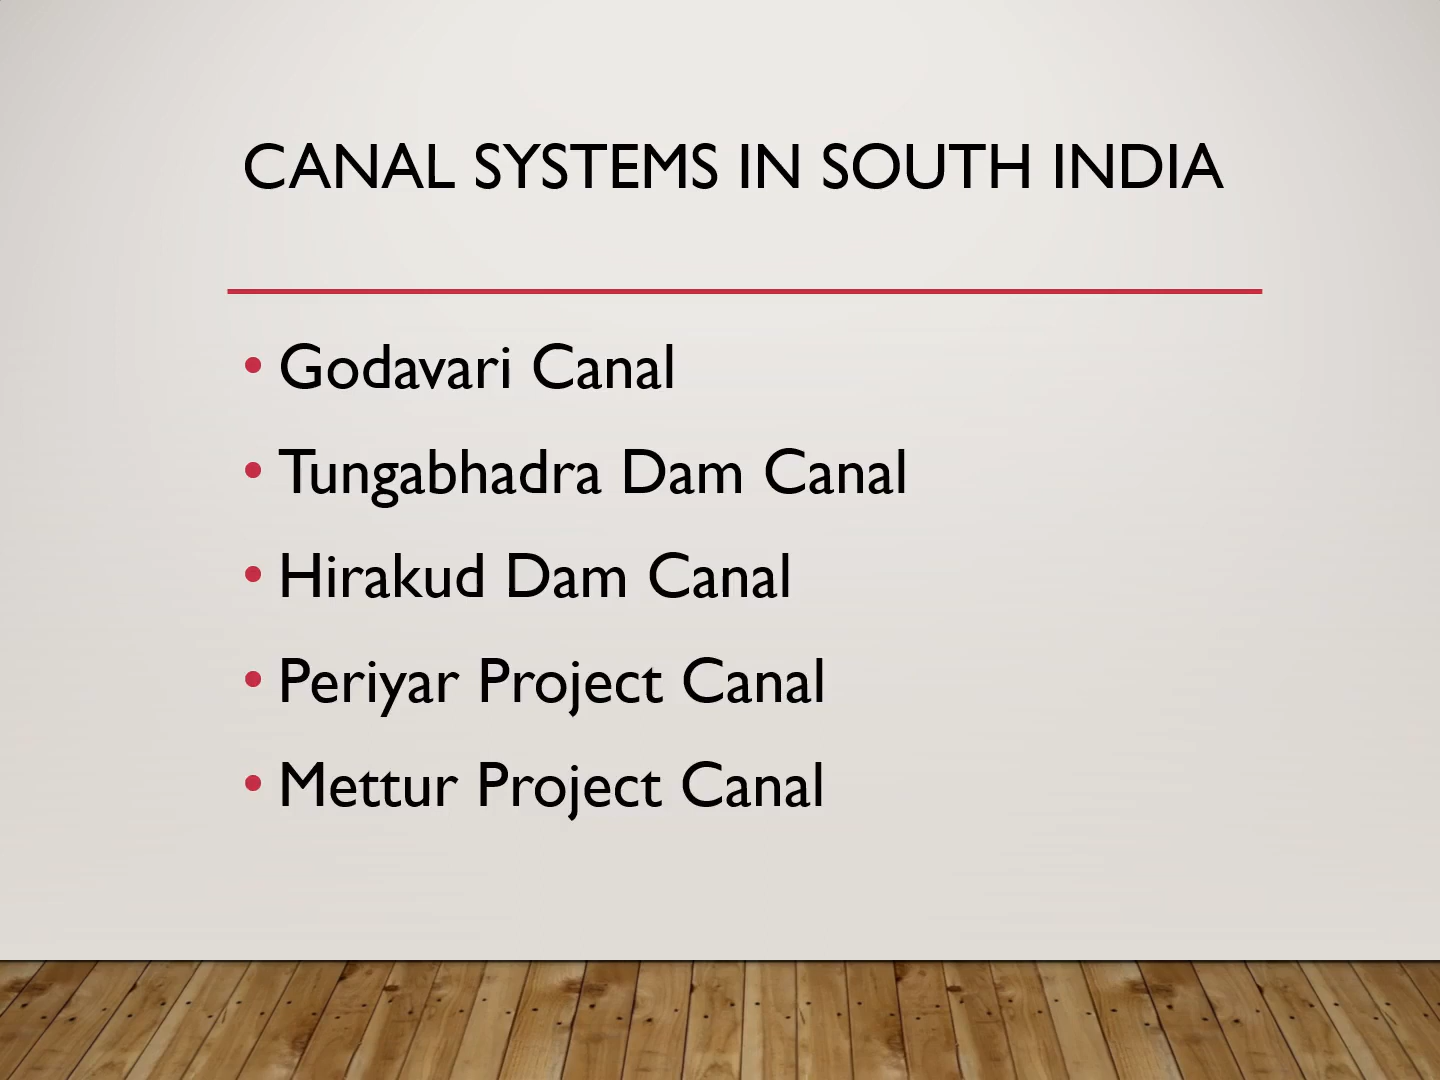 CANAL SYSTEMS IN SOUTH INDIA
• Godavari Canal
• Tungabhadra Dam Canal
• Hirakud Dam Canal
• Periyar Project Canal
• Mettur Project Canal